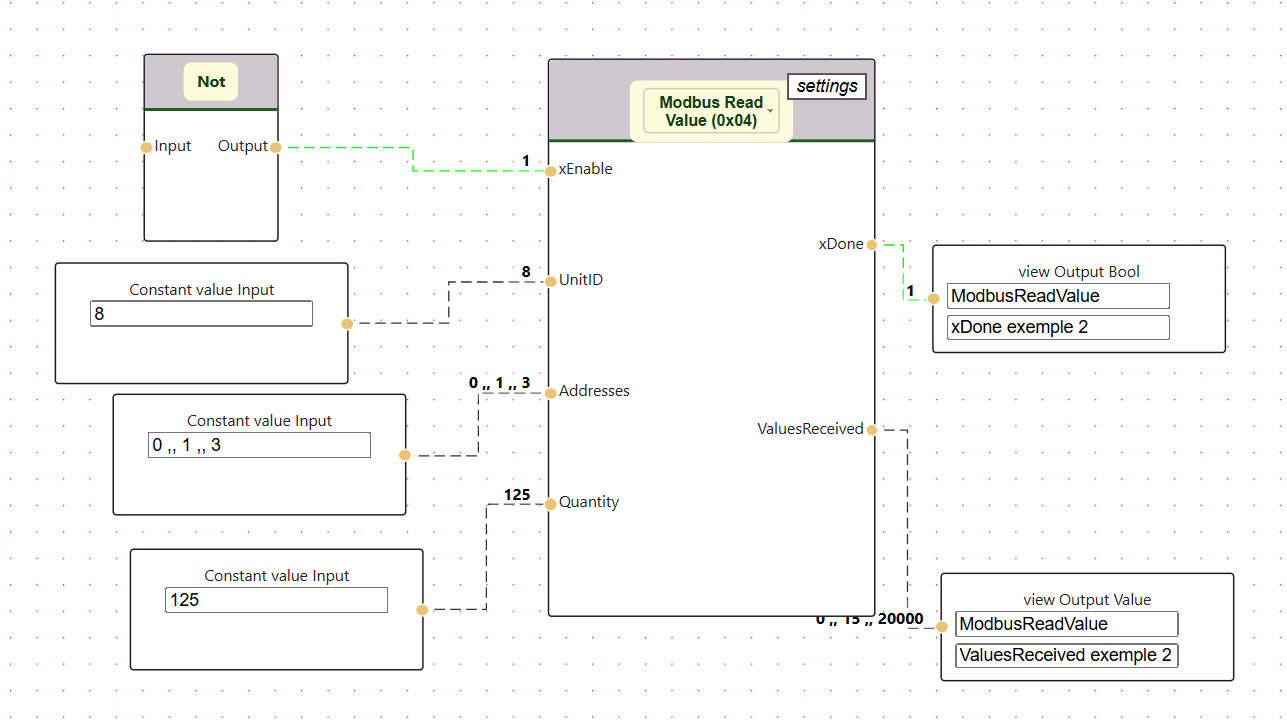 Not
Input
Output
settings
Modbus Read
Value (0x04)
1
xEnable
8
UnitID
0 ,, 1 ,, 3
Addresses
125
Quantity
xDone
ValuesReceived
Constant value Input
8
Constant value Input
0 ,, 1 ,, 3
Constant value Input
125
1
view Output Bool
ModbusReadValue
xDone exemple 2
0 ,, 15 ,, 20000
view Output Value
ModbusReadValue
ValuesReceived exemple 2